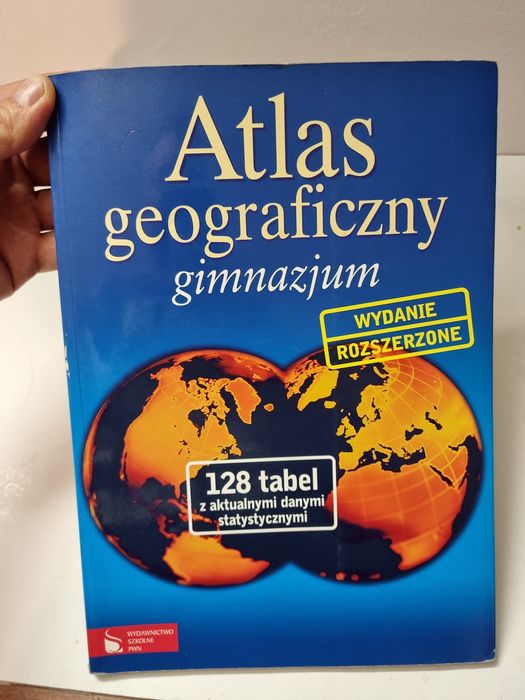 Atlas
geograficzny
gimnazjum
WYDANIE
ROZSZERZONE
128 tabel
z aktualnymi danymi
statystycznymi
WYDAWNICTWO
SZKOLNE
PWN